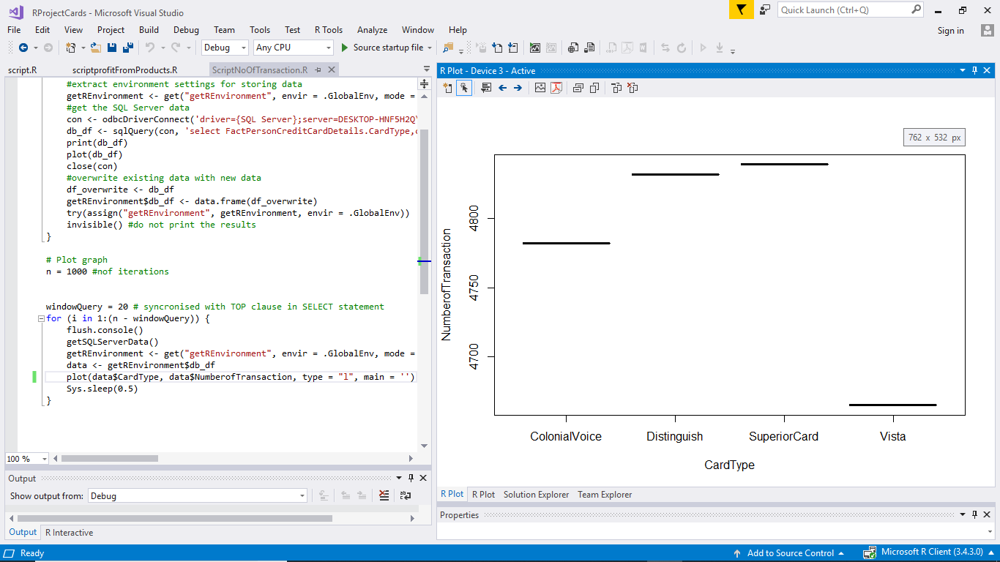 RProjectCards - Microsoft Visual Studio
Quick Launch (Ctrl+Q)
File Edit View Project Build Debug Team Tools Test R Tools Analyze Window Help
Sign in
Debug Any CPU Source startup file
script.R scriptprofitFromProducts.R ScriptNoOfTransaction.R
#extract environment settings for storing data
getREnvironment <- get("getREnvironment", envir = .GlobalEnv, mode =
#get the SQL Server data
con <- odbcDriverConnect('driver={SQL Server};server=DESKTOP-HNF5H2Q\
db_df <- sqlQuery(con, 'select FactPersonCreditCardDetails.CardType,c
print(db_df)
plot(db_df)
close(con)
#overwrite existing data with new data
df_overwrite <- db_df
getREnvironment$db_df <- data.frame(df_overwrite)
try(assign("getREnvironment", getREnvironment, envir = .GlobalEnv))
invisible() #do not print the results
}
# Plot graph
n = 1000 #nof iterations
windowQuery = 20 # syncronised with TOP clause in SELECT statement
for (i in 1:(n - windowQuery)) {
flush.console()
getSQLServerData()
getREnvironment <- get("getREnvironment", envir = .GlobalEnv, mode =
data <- getREnvironment$db_df
plot(data$CardType, data$NumberofTransaction, type = "l", main = '')
Sys.sleep(0.5)
}
100 %
Output
Show output from: Debug
Output R Interactive
R Plot - Device 3 - Active
762 x 532 px
NumberofTransaction
4800
4750
4700
ColonialVoice Distinguish SuperiorCard Vista
CardType
R Plot R Plot Solution Explorer Team Explorer
Properties
Ready
Add to Source Control
Microsoft R Client (3.4.3.0)